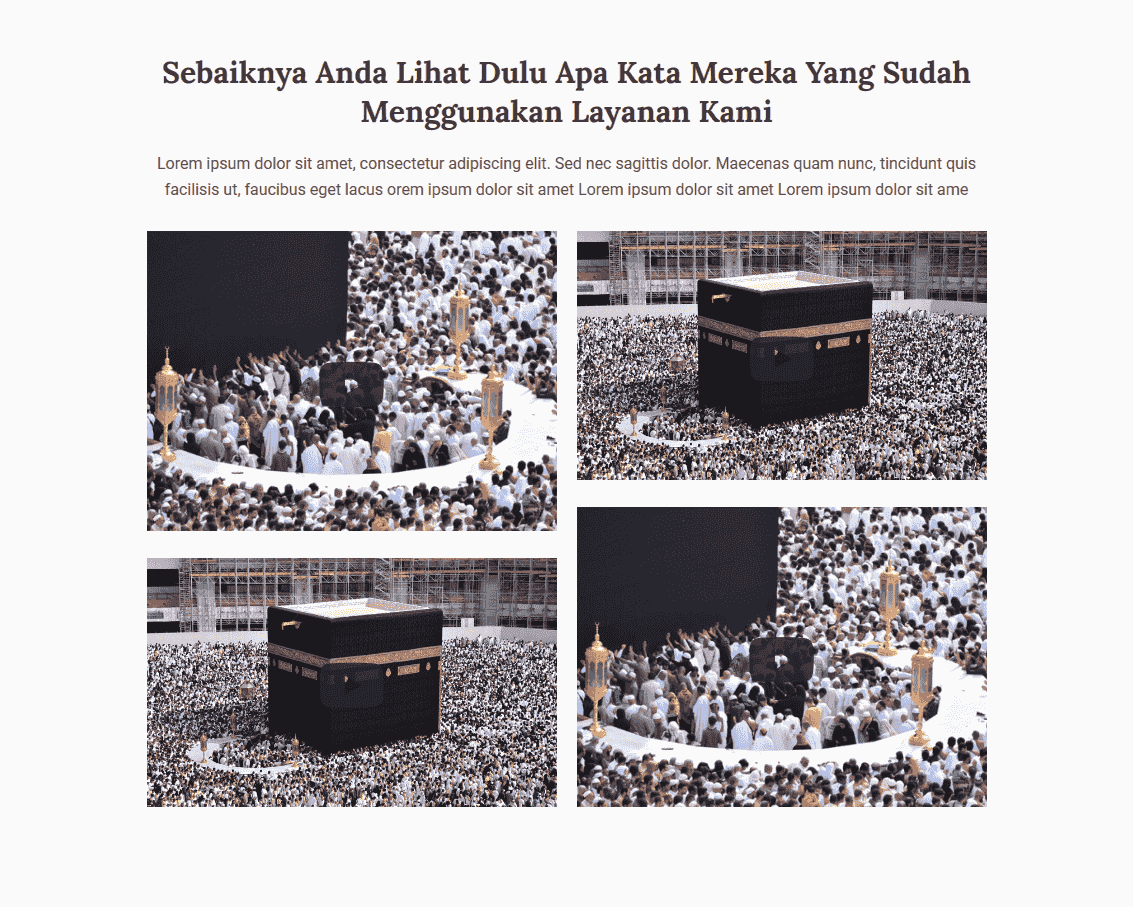 Sebaiknya Anda Lihat Dulu Apa Kata Mereka Yang Sudah
Menggunakan Layanan Kami
Lorem ipsum dolor sit amet, consectetur adipiscing elit. Sed nec sagittis dolor. Maecenas quam nunc, tincidunt quis
facilisis ut, faucibus eget lacus orem ipsum dolor sit amet Lorem ipsum dolor sit amet Lorem ipsum dolor sit ame